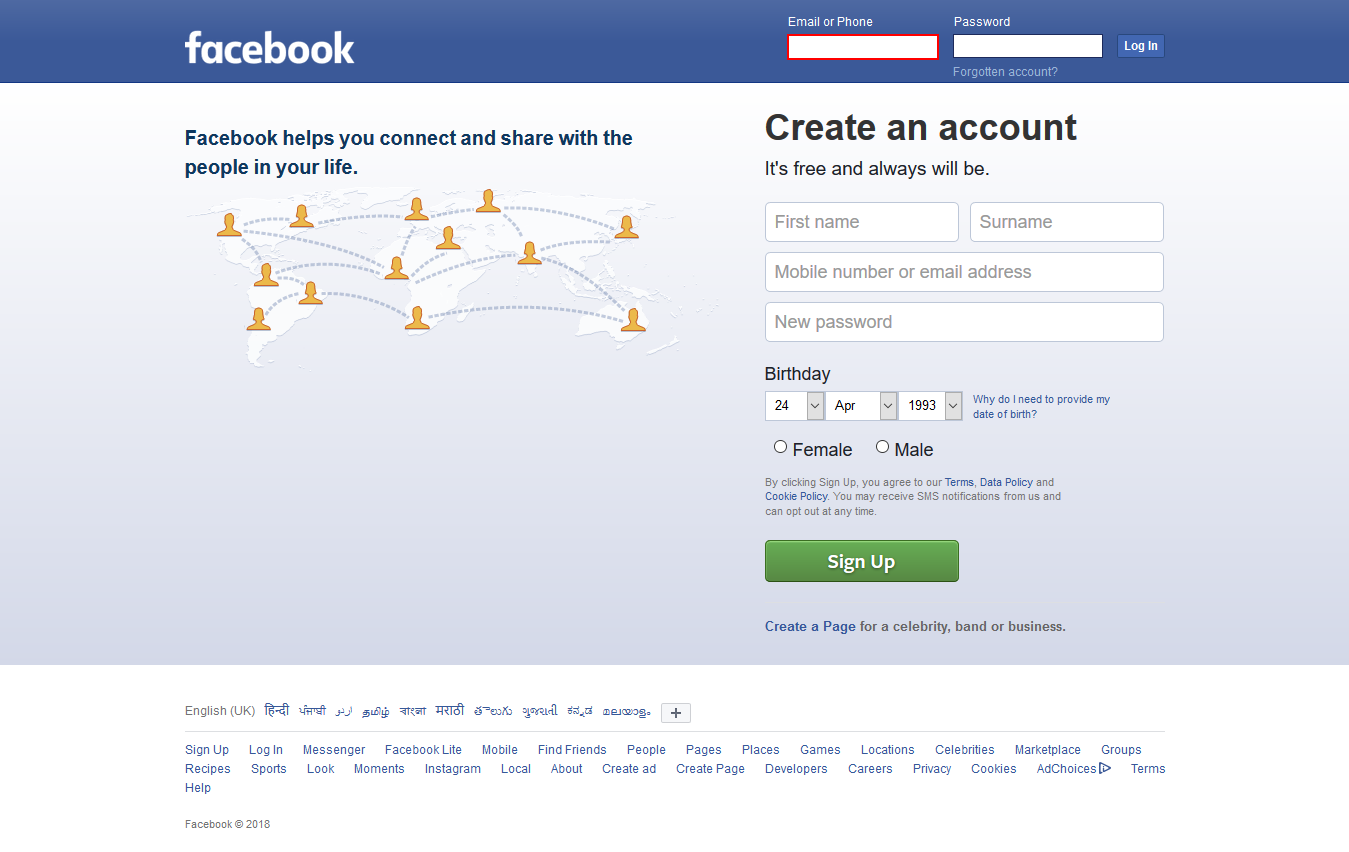 Email or Phone
Password
facebook
Log In
Forgotten account?
Facebook helps you connect and share with the
people in your life.
Create an account
It's free and always will be.
First name
Surname
Mobile number or email address
New password
Birthday
24
Apr
1993
Why do I need to provide my
date of birth?
Female
Male
By clicking Sign Up, you agree to our Terms, Data Policy and
Cookie Policy. You may receive SMS notifications from us and
can opt out at any time.
Sign Up
Create a Page for a celebrity, band or business.
English (UK) हिन्दी ਪੰਜਾਬੀ اردو தமிழ் বাংলা मराठी తెలుగు ગુજરાતી ಕನ್ನಡ മലയാളം +
Sign Up Log In Messenger Facebook Lite Mobile Find Friends People Pages Places Games Locations Celebrities Marketplace Groups
Recipes Sports Look Moments Instagram Local About Create ad Create Page Developers Careers Privacy Cookies AdChoices Terms
Help
Facebook © 2018